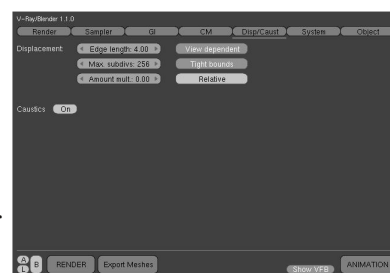 V-Ray/Blender 1.1.0
Render Sampler GI CM Disp/Caust System Object
Displacement: Edge length: 4.00 View dependent
Max. subdivs: 256 Tight bounds
Amount mult.: 0.00 Relative
Caustics On
A
L
B RENDER Export Meshes Show VFB ANIMATION